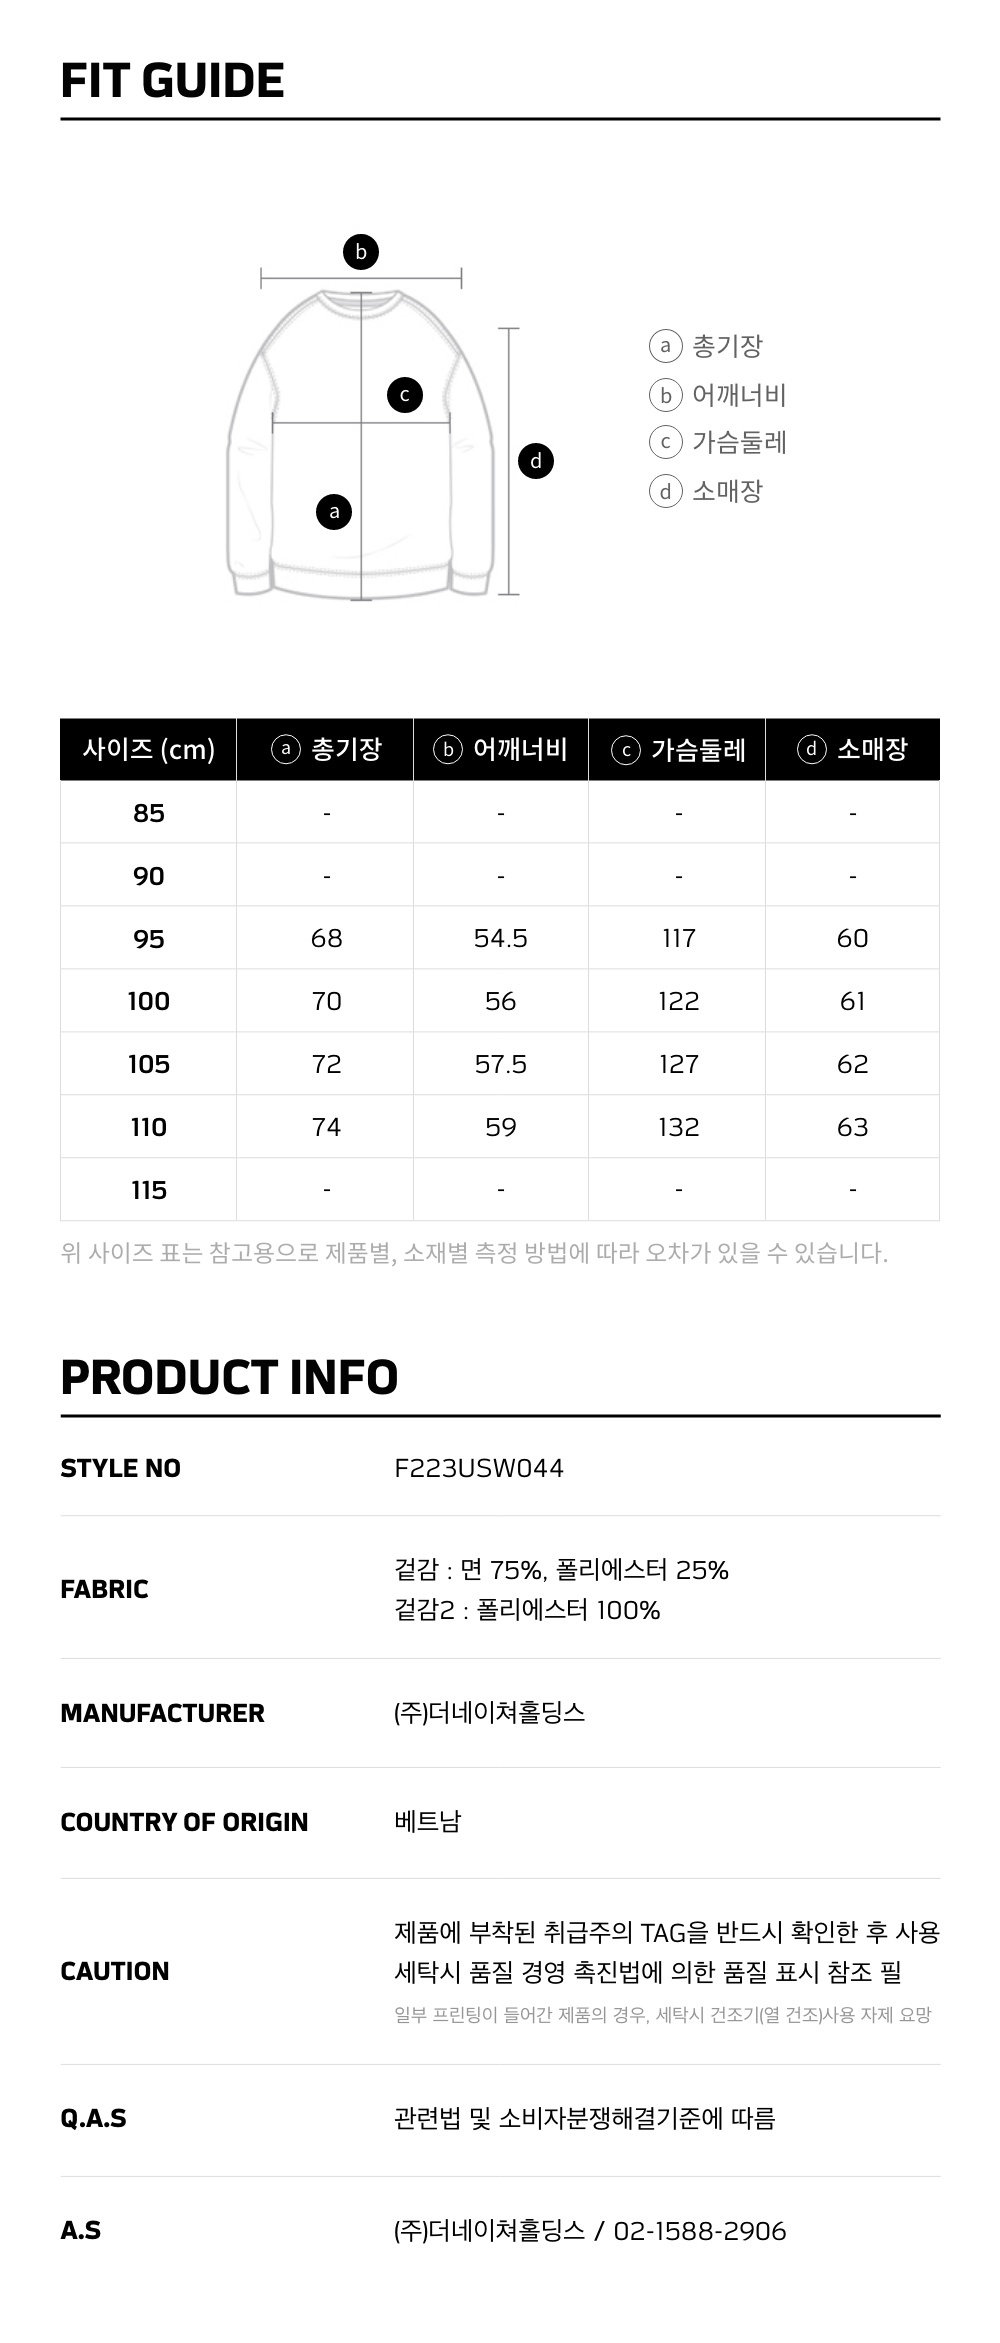 FIT GUIDE
b
c
d
a
a 총기장
b 어깨너비
c 가슴둘레
d 소매장
사이즈 (cm) a 총기장 b 어깨너비 c 가슴둘레 d 소매장
85 - - - -
90 - - - -
95 68 54.5 117 60
100 70 56 122 61
105 72 57.5 127 62
110 74 59 132 63
115 - - - -
위 사이즈 표는 참고용으로 제품별, 소재별 측정 방법에 따라 오차가 있을 수 있습니다.
PRODUCT INFO
STYLE NO F223USW044
FABRIC 겉감 : 면 75%, 폴리에스터 25%
겉감2 : 폴리에스터 100%
MANUFACTURER (주)더네이쳐홀딩스
COUNTRY OF ORIGIN 베트남
CAUTION 제품에 부착된 취급주의 TAG을 반드시 확인한 후 사용
세탁시 품질 경영 촉진법에 의한 품질 표시 참조 필
일부 프린팅이 들어간 제품의 경우, 세탁시 건조기(열 건조)사용 자제 요망
Q.A.S 관련법 및 소비자분쟁해결기준에 따름
A.S (주)더네이쳐홀딩스 / 02-1588-2906